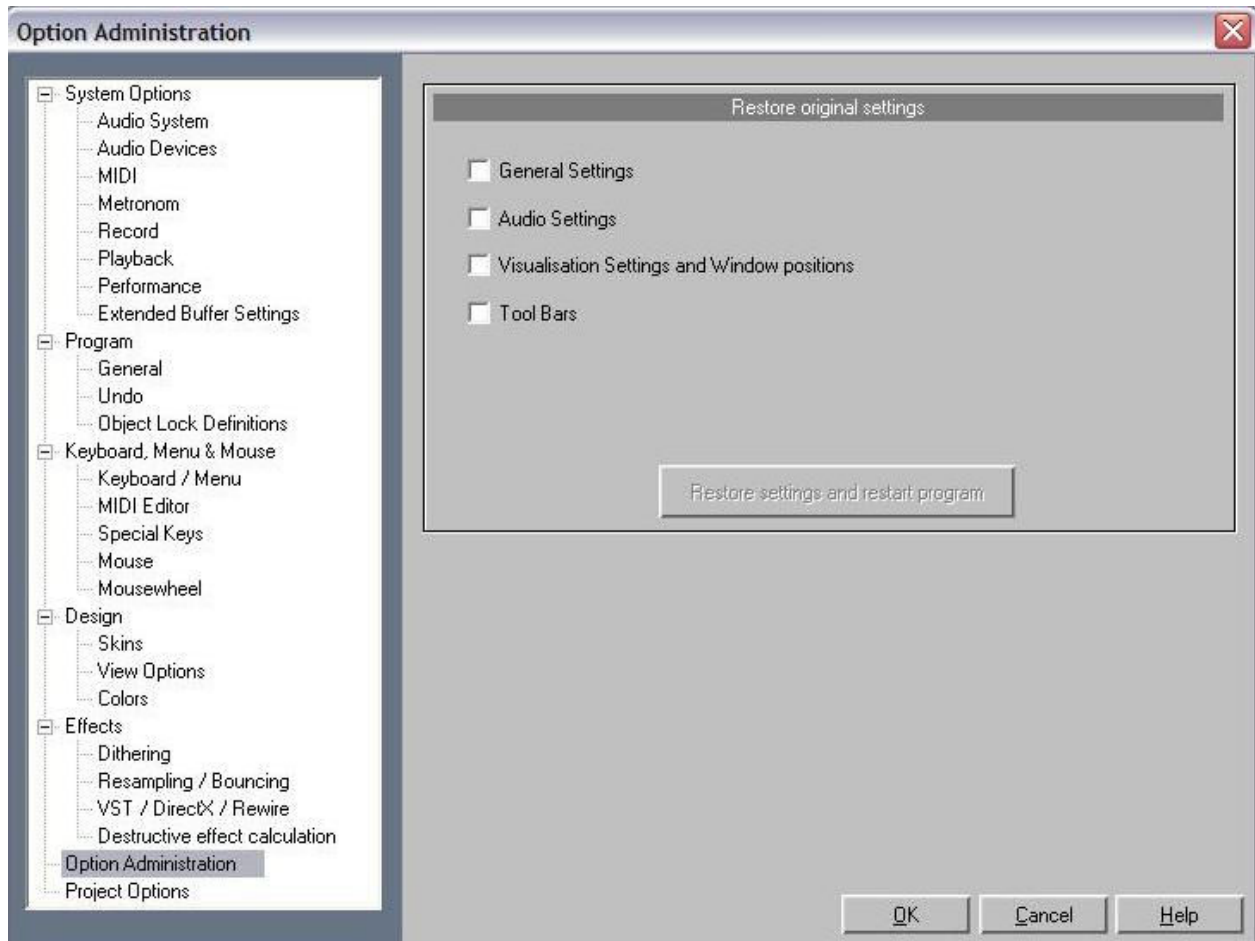 Option Administration
System Options
Audio System
Audio Devices
MIDI
Metronom
Record
Playback
Performance
Extended Buffer Settings
Program
General
Undo
Object Lock Definitions
Keyboard, Menu & Mouse
Keyboard / Menu
MIDI Editor
Special Keys
Mouse
Mousewheel
Design
Skins
View Options
Colors
Effects
Dithering
Resampling / Bouncing
VST / DirectX / Rewire
Destructive effect calculation
Option Administration
Project Options
Restore original settings
General Settings
Audio Settings
Visualisation Settings and Window positions
Tool Bars
Restore settings and restart program
OK
Cancel
Help